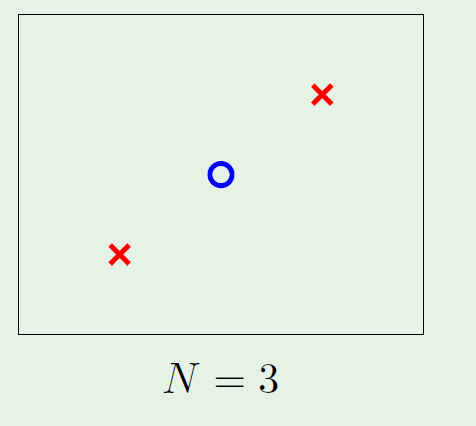 N = 3